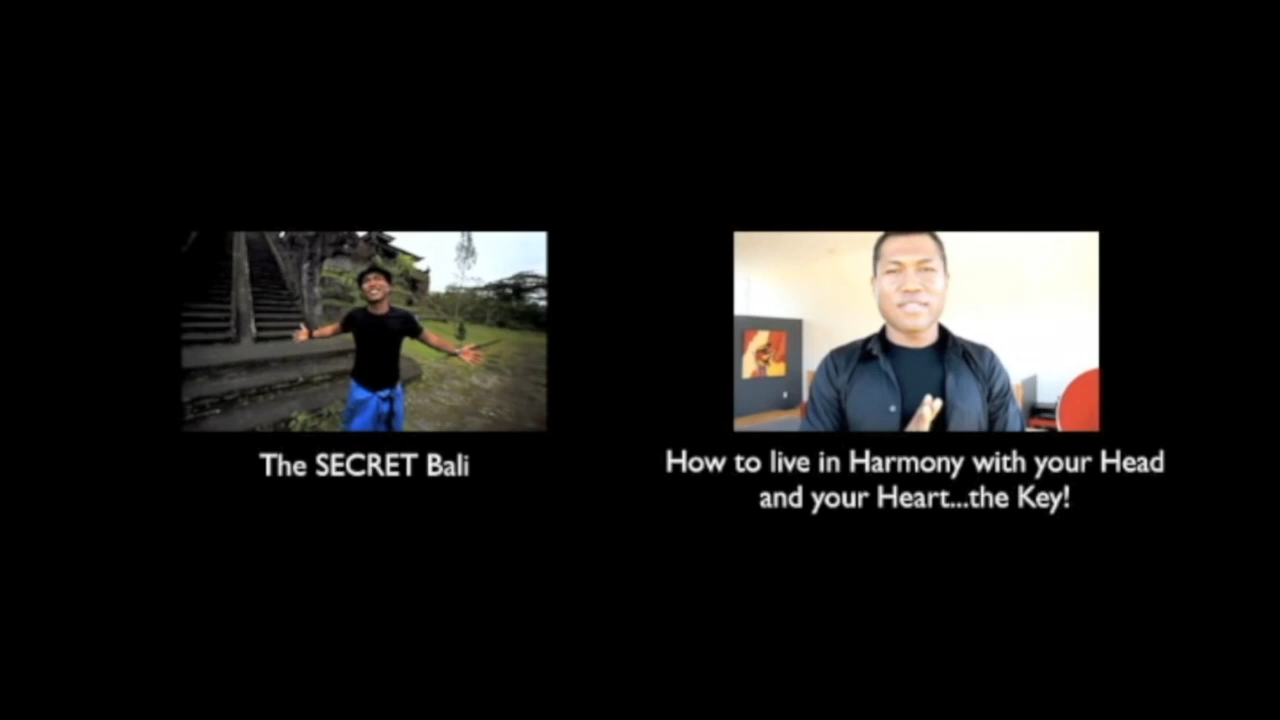 The SECRET Bali
How to live in Harmony with your Head
and your Heart...the Key!